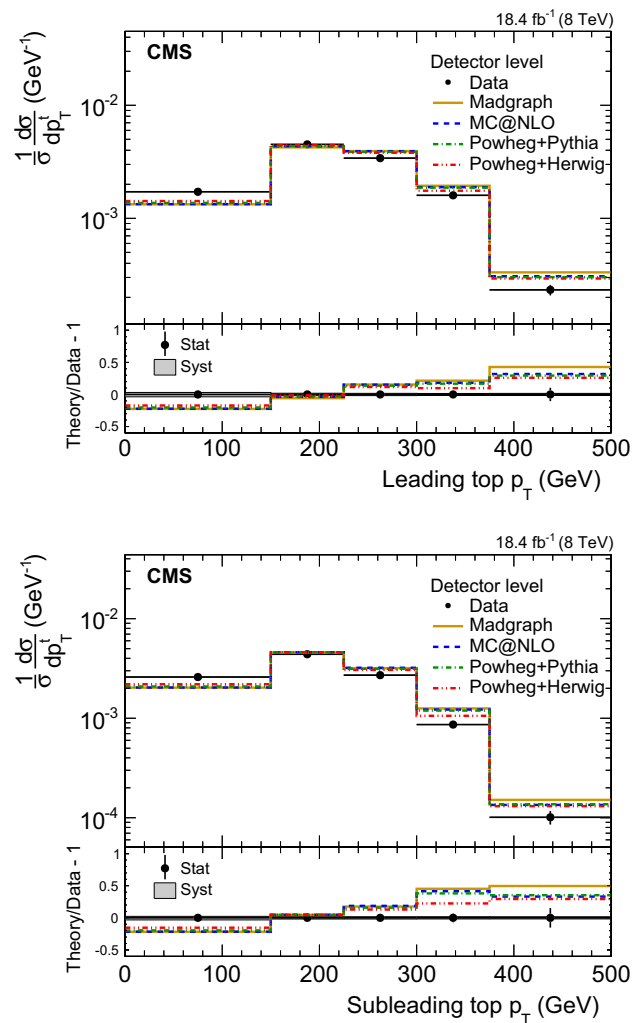 18.4 fb⁻¹ (8 TeV)
CMS
1/σ dσ/dp_T^t (GeV⁻¹)
Detector level
Data
Madgraph
MC@NLO
Powheg+Pythia
Powheg+Herwig
10⁻²
10⁻³
Theory/Data - 1
1
0.5
0
-0.5
Stat
Syst
0 100 200 300 400 500
Leading top p_T (GeV)
18.4 fb⁻¹ (8 TeV)
CMS
1/σ dσ/dp_T^t (GeV⁻¹)
Detector level
Data
Madgraph
MC@NLO
Powheg+Pythia
Powheg+Herwig
10⁻²
10⁻³
10⁻⁴
Theory/Data - 1
1
0.5
0
-0.5
Stat
Syst
0 100 200 300 400 500
Subleading top p_T (GeV)